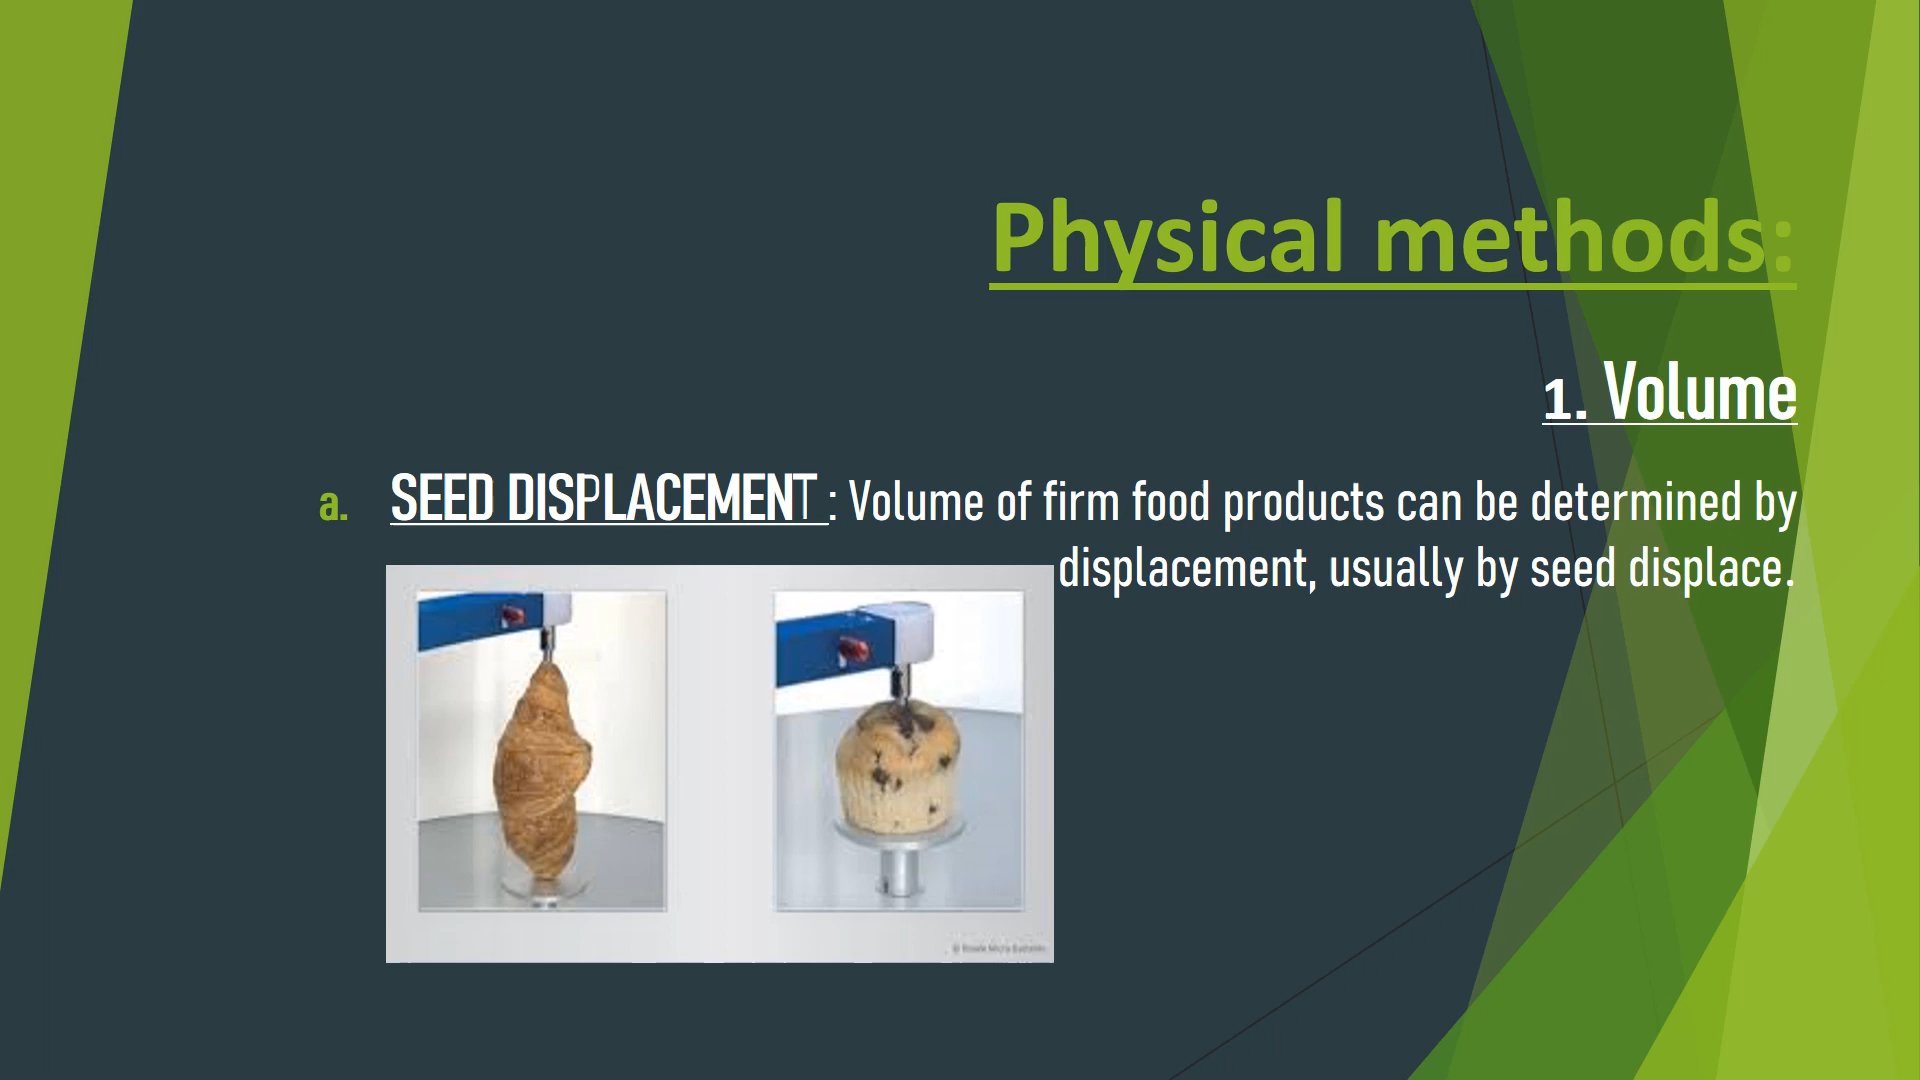 Physical methods:
1. Volume
a. SEED DISPLACEMENT : Volume of firm food products can be determined by
displacement, usually by seed displace.